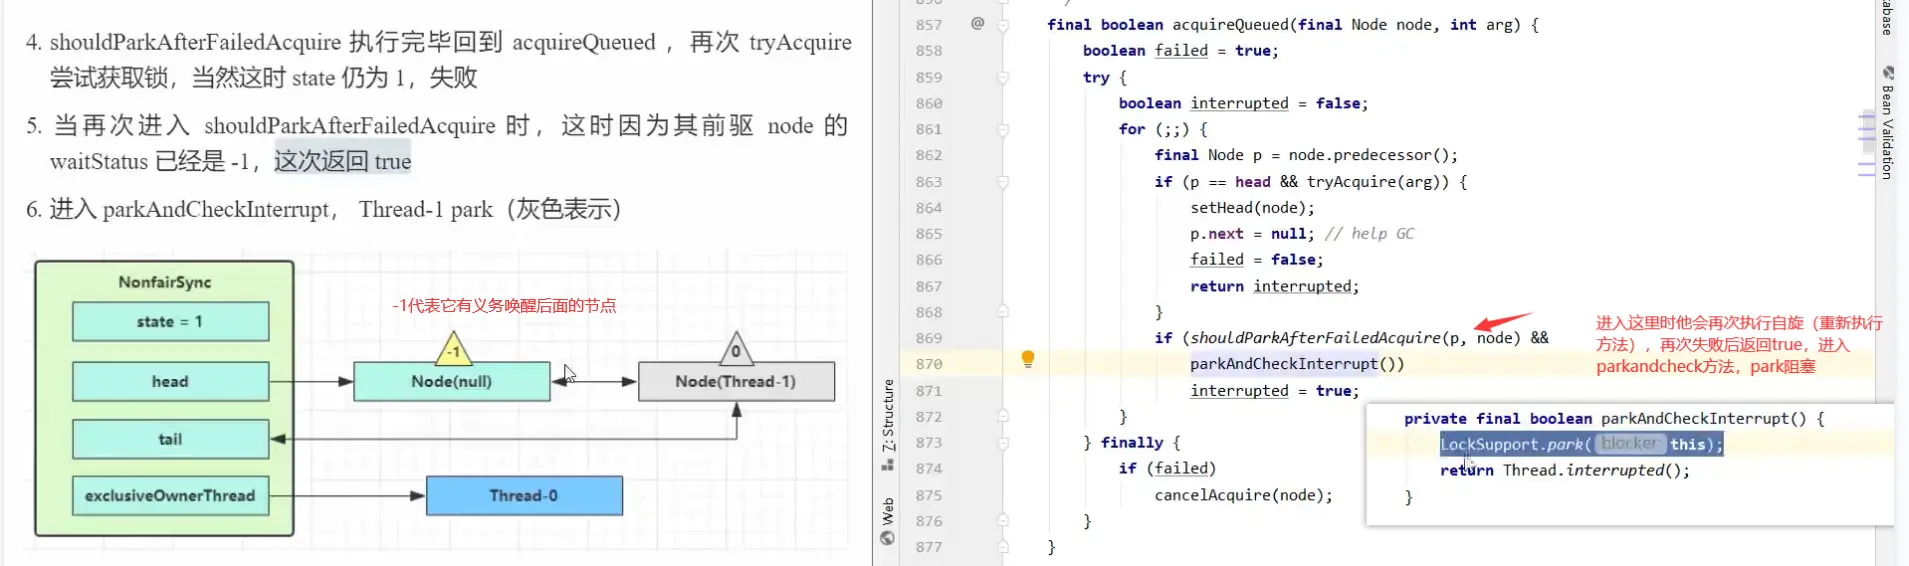 4. shouldParkAfterFailedAcquire 执行完毕回到 acquireQueued ，再次 tryAcquire
尝试获取锁，当然这时 state 仍为 1，失败
5. 当再次进入 shouldParkAfterFailedAcquire 时，这时因为其前驱 node 的
waitStatus 已经是 -1，这次返回 true
6. 进入 parkAndCheckInterrupt， Thread-1 park（灰色表示）
NonfairSync
state = 1
head
tail
exclusiveOwnerThread
-1代表它有义务唤醒后面的节点
-1
Node(null)
0
Node(Thread-1)
Thread-0
Z: Structure
Web
857 @ final boolean acquireQueued(final Node node, int arg) {
858 boolean failed = true;
859 try {
860 boolean interrupted = false;
861 for (;;) {
862 final Node p = node.predecessor();
863 if (p == head && tryAcquire(arg)) {
864 setHead(node);
865 p.next = null; // help GC
866 failed = false;
867 return interrupted;
868 }
869 if (shouldParkAfterFailedAcquire(p, node) &&
870 parkAndCheckInterrupt())
871 interrupted = true;
872 }
873 } finally {
874 if (failed)
875 cancelAcquire(node);
876 }
877 }
进入这里时他会再次执行自旋（重新执行
方法），再次失败后返回true，进入
parkandcheck方法，park阻塞
private final boolean parkAndCheckInterrupt() {
LockSupport.park( blocker: this);
return Thread.interrupted();
}
Bean Validation